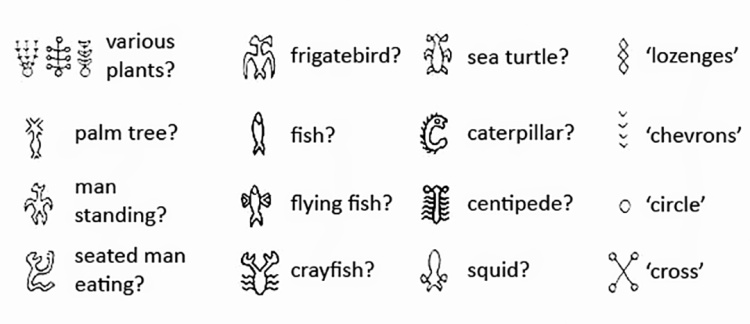 various
plants?
frigatebird?
sea turtle?
'lozenges'
palm tree?
fish?
caterpillar?
'chevrons'
man
standing?
flying fish?
centipede?
'circle'
seated man
eating?
crayfish?
squid?
'cross'